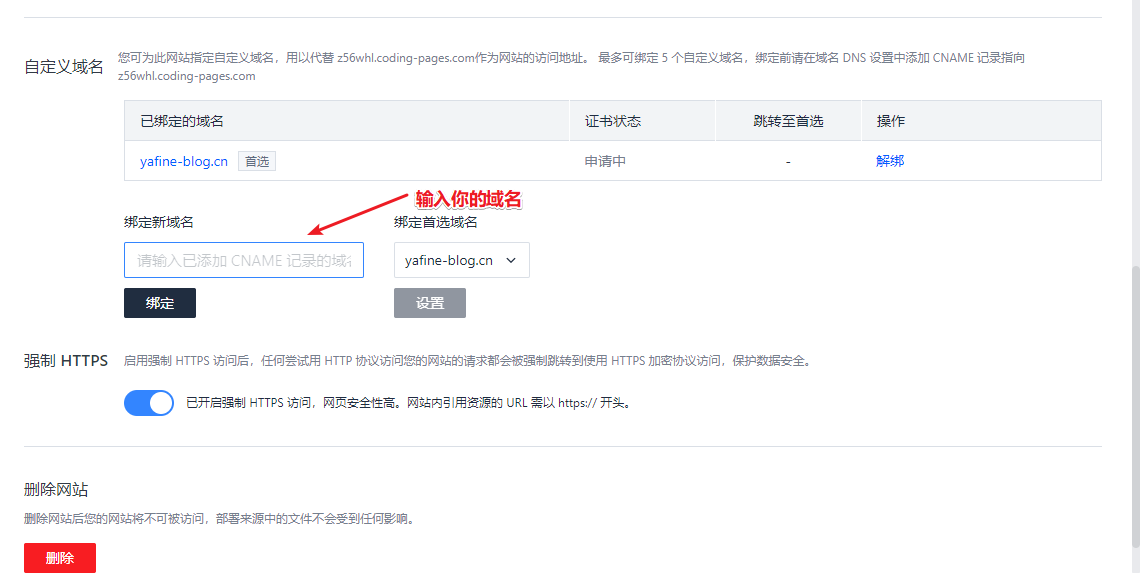 自定义域名
您可为此网站指定自定义域名，用以代替 z56whl.coding-pages.com作为网站的访问地址。 最多可绑定 5 个自定义域名，绑定前请在域名 DNS 设置中添加 CNAME 记录指向
z56whl.coding-pages.com
已绑定的域名 证书状态 跳转至首选 操作
yafine-blog.cn 首选 申请中 - 解绑
输入你的域名
绑定新域名 绑定首选域名
请输入已添加 CNAME 记录的域 yafine-blog.cn
绑定 设置
强制 HTTPS 启用强制 HTTPS 访问后，任何尝试用 HTTP 协议访问您的网站的请求都会被强制跳转到使用 HTTPS 加密协议访问，保护数据安全。
已开启强制 HTTPS 访问，网页安全性高。网站内引用资源的 URL 需以 https:// 开头。
删除网站
删除网站后您的网站将不可被访问，部署来源中的文件不会受到任何影响。
删除